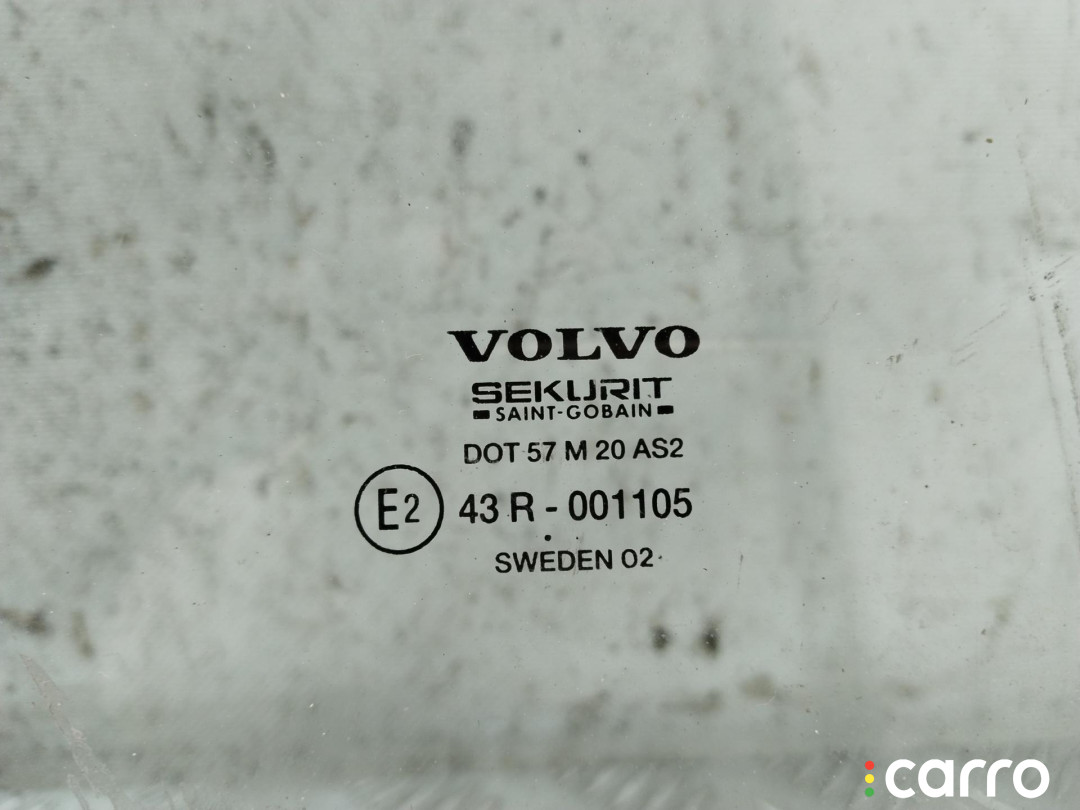 VOLVO
SEKURIT
SAINT-GOBAIN
DOT 57 M 20 AS2
E2 43 R - 001105
SWEDEN 02
carro